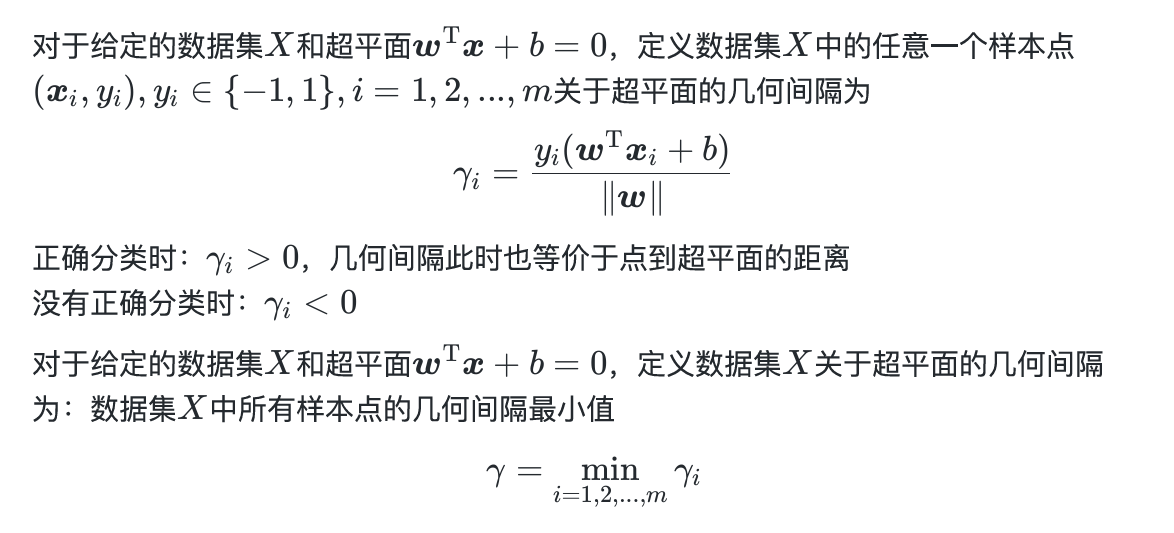 对于给定的数据集X和超平面wᵀx + b = 0，定义数据集X中的任意一个样本点
(xᵢ, yᵢ), yᵢ ∈ {−1, 1}, i = 1, 2, ..., m关于超平面的几何间隔为
γᵢ = yᵢ(wᵀxᵢ + b) / ‖w‖
正确分类时：γᵢ > 0，几何间隔此时也等价于点到超平面的距离
没有正确分类时：γᵢ < 0
对于给定的数据集X和超平面wᵀx + b = 0，定义数据集X关于超平面的几何间隔
为：数据集X中所有样本点的几何间隔最小值
γ = min γᵢ
i=1,2,...,m